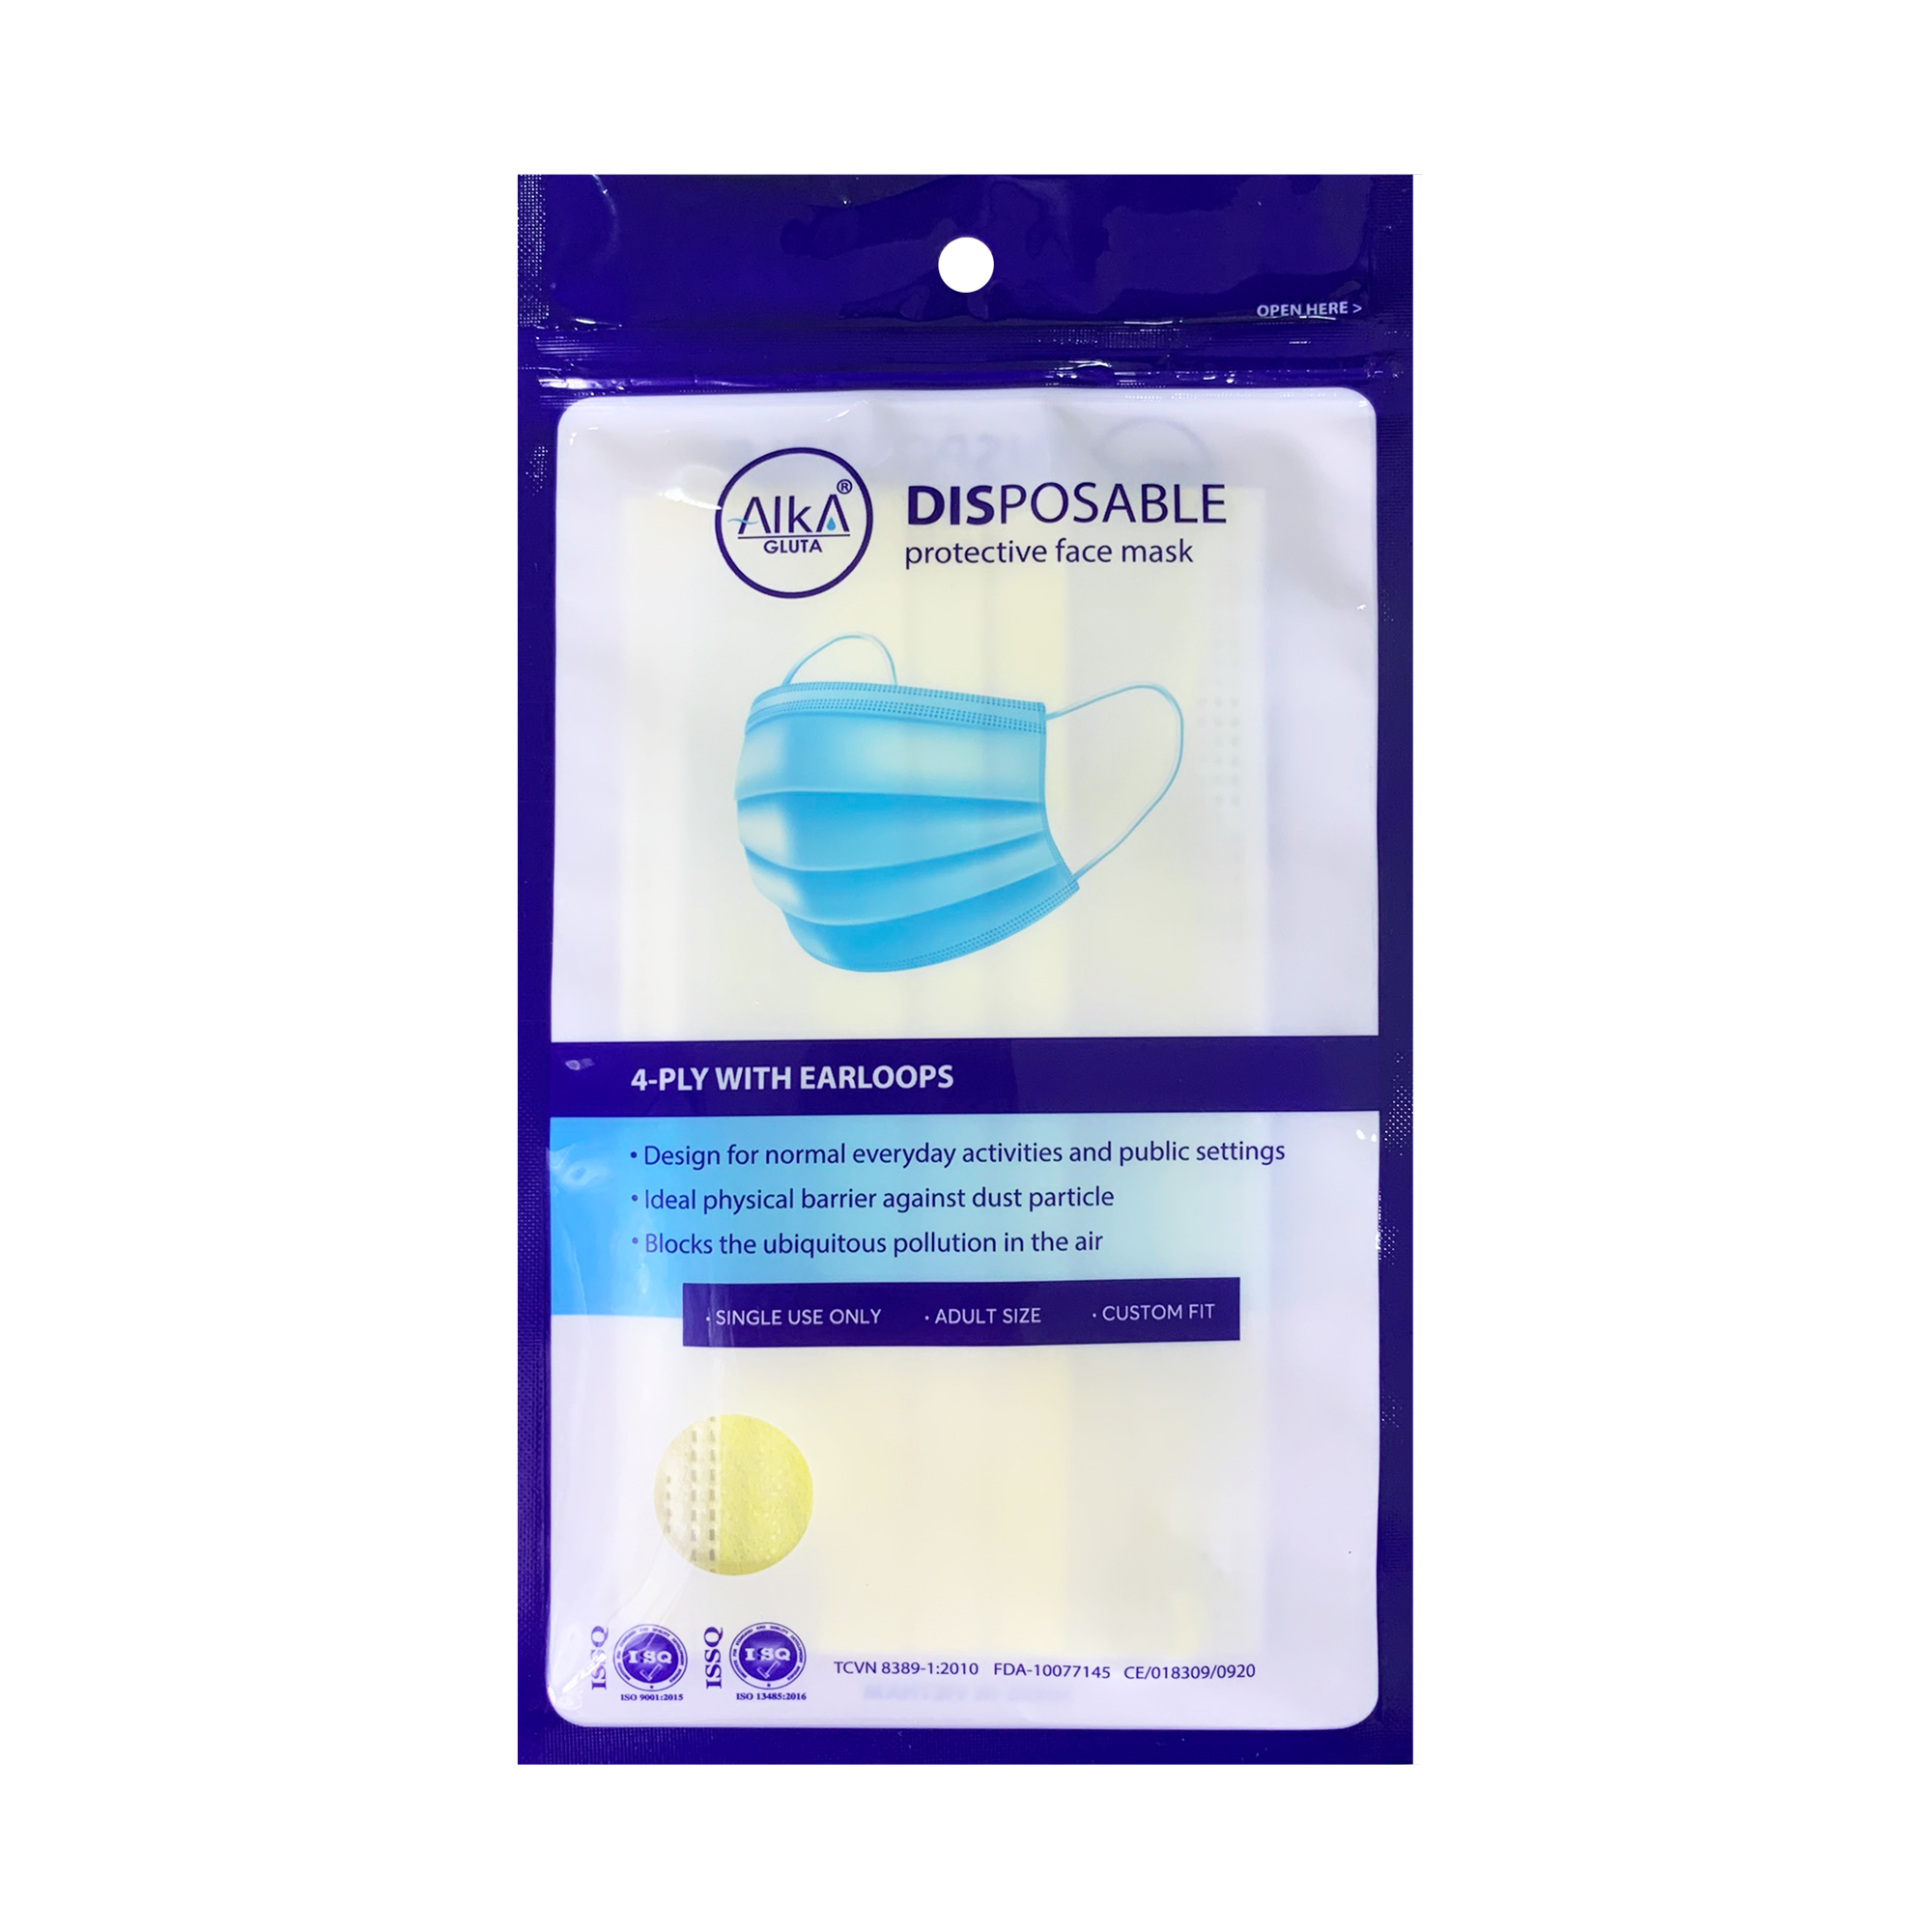 OPEN HERE >
AlkA®
GLUTA
DISPOSABLE
protective face mask
4-PLY WITH EARLOOPS
• Design for normal everyday activities and public settings
• Ideal physical barrier against dust particle
• Blocks the ubiquitous pollution in the air
· SINGLE USE ONLY · ADULT SIZE · CUSTOM FIT
ISSQ
ISSQ
ISO 9001:2015
ISSQ
ISSQ
ISO 13485:2016
TCVN 8389-1:2010 FDA-10077145 CE/018309/0920